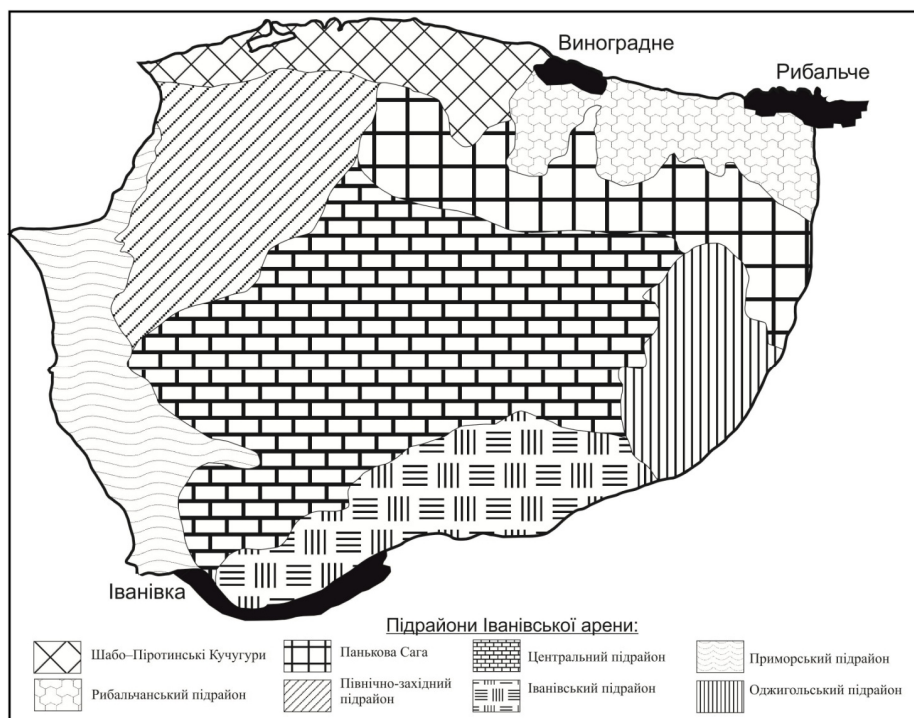 Виноградне
Рибальче
Іванівка
Підрайони Іванівської арени:
Шабо–Піротинські Кучугури
Панькова Сага
Центральний підрайон
Приморський підрайон
Рибальчанський підрайон
Північно-західний
підрайон
Іванівський підрайон
Оджигольський підрайон